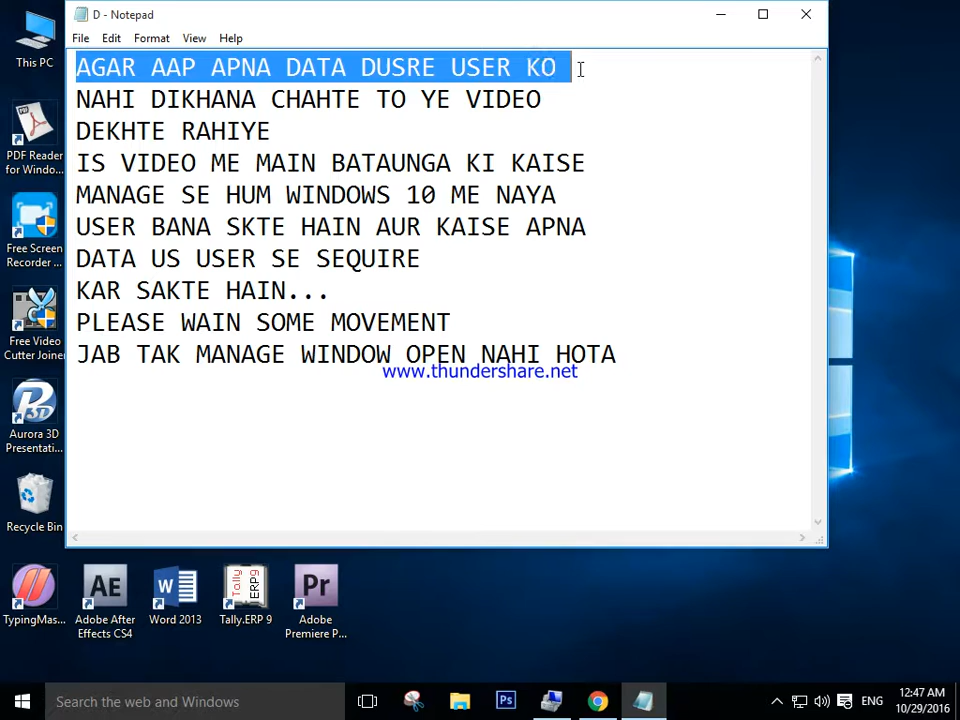 D - Notepad
File Edit Format View Help
AGAR AAP APNA DATA DUSRE USER KO
NAHI DIKHANA CHAHTE TO YE VIDEO
DEKHTE RAHIYE
IS VIDEO ME MAIN BATAUNGA KI KAISE
MANAGE SE HUM WINDOWS 10 ME NAYA
USER BANA SKTE HAIN AUR KAISE APNA
DATA US USER SE SEQUIRE
KAR SAKTE HAIN...
PLEASE WAIN SOME MOVEMENT
JAB TAK MANAGE WINDOW OPEN NAHI HOTA
www.thundershare.net
This PC
PDF Reader
for Windo...
Free Screen
Recorder ...
Free Video
Cutter Joiner
Aurora 3D
Presentati...
Recycle Bin
TypingMas...
AE
Adobe After
Effects CS4
W
Word 2013
Tally
ERP9
Tally.ERP 9
Pr
Adobe
Premiere P...
Search the web and Windows
Ps
ENG
12:47 AM
10/29/2016